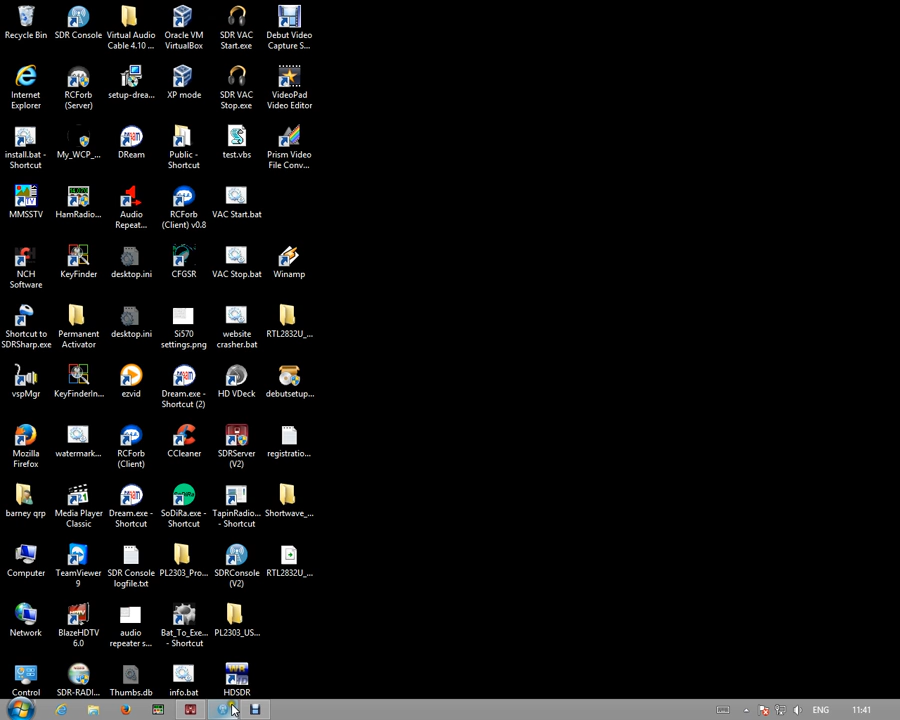 Recycle Bin
SDR Console
Virtual Audio
Cable 4.10 ...
Oracle VM
VirtualBox
SDR VAC
Start.exe
Debut Video
Capture S...
Internet
Explorer
RCForb
(Server)
setup-drea...
XP mode
SDR VAC
Stop.exe
VideoPad
Video Editor
install.bat -
Shortcut
My_WCP_...
DReam
Public -
Shortcut
test.vbs
Prism Video
File Conv...
MMSSTV
HamRadio...
Audio
Repeat...
RCForb
(Client) v0.8
VAC Start.bat
NCH
Software
KeyFinder
desktop.ini
CFGSR
VAC Stop.bat
Winamp
Shortcut to
SDRSharp.exe
Permanent
Activator
desktop.ini
Si570
settings.png
website
crasher.bat
RTL2832U_...
vspMgr
KeyFinderIn...
ezvid
Dream.exe -
Shortcut (2)
HD VDeck
debutsetup...
Mozilla
Firefox
watermark...
RCForb
(Client)
CCleaner
SDRServer
(V2)
registratio...
barney qrp
Media Player
Classic
Dream.exe -
Shortcut
SoDiRa.exe -
Shortcut
TapinRadio...
- Shortcut
Shortwave_...
Computer
TeamViewer
9
SDR Console
logfile.txt
PL2303_Pro...
SDRConsole
(V2)
RTL2832U_...
Network
BlazeHDTV
6.0
audio
repeater s...
Bat_To_Exe...
- Shortcut
PL2303_US...
Control
SDR-RADI...
Thumbs.db
info.bat
HDSDR
ENG
11:41